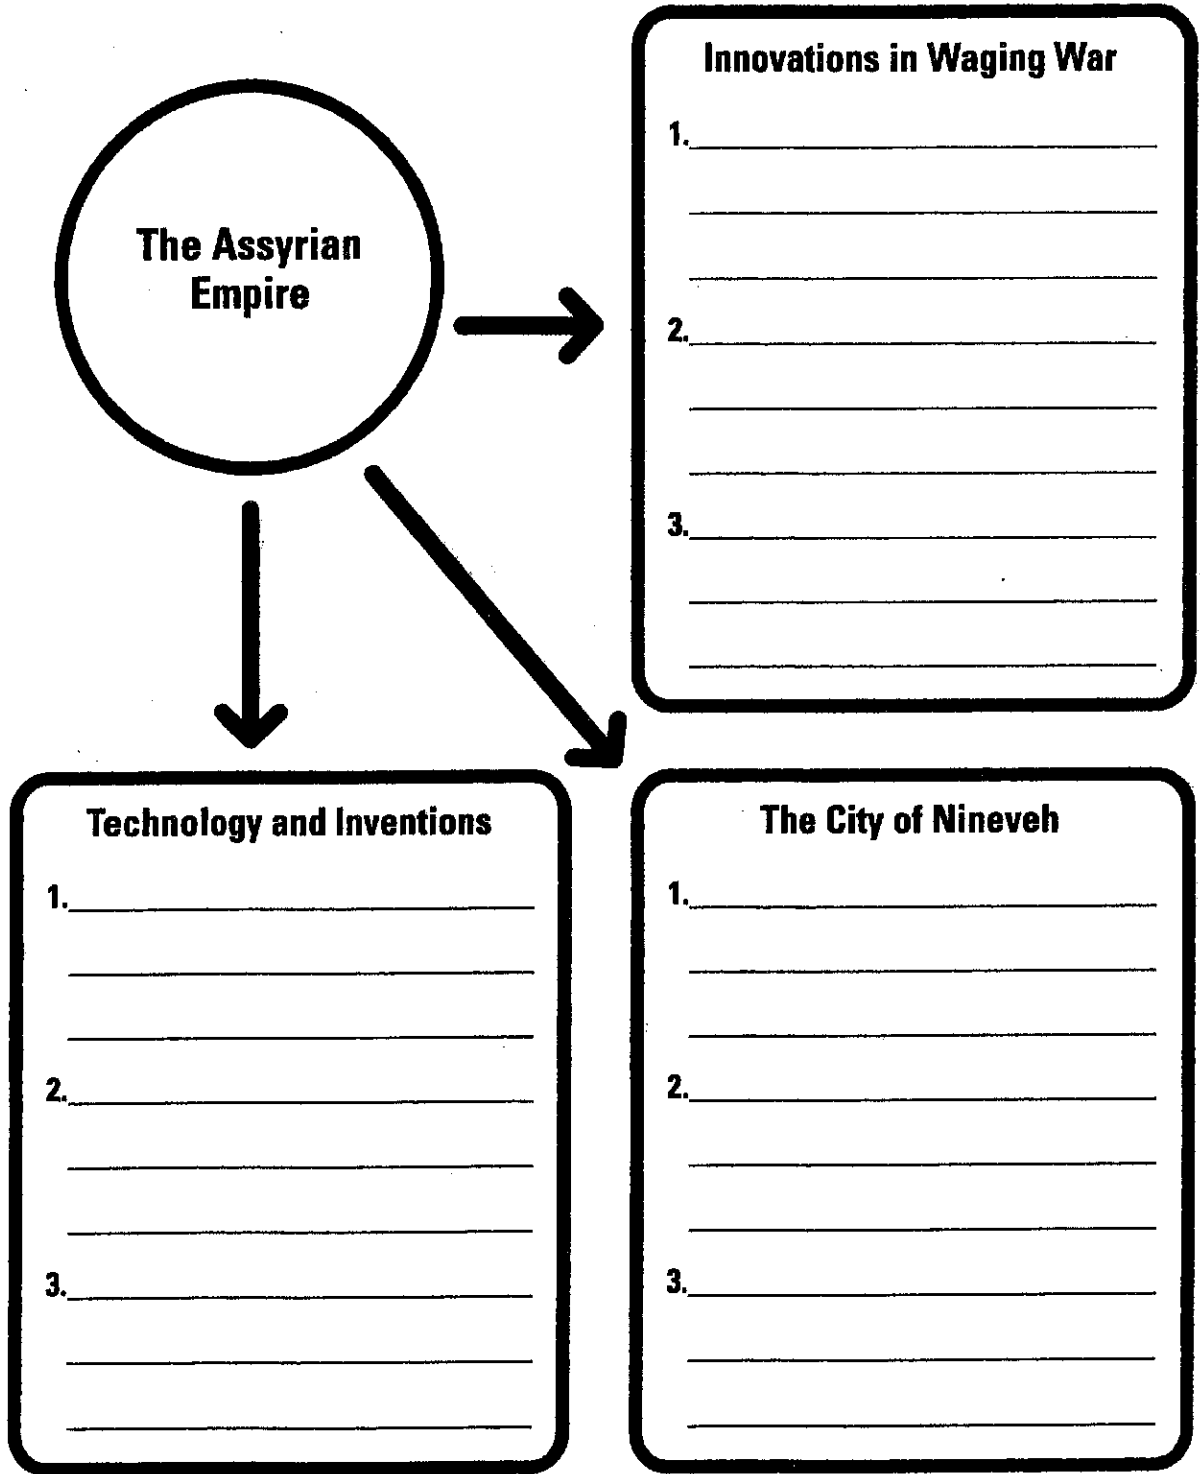 The Assyrian
Empire
Innovations in Waging War
1.
2.
3.
Technology and Inventions
1.
2.
3.
The City of Nineveh
1.
2.
3.